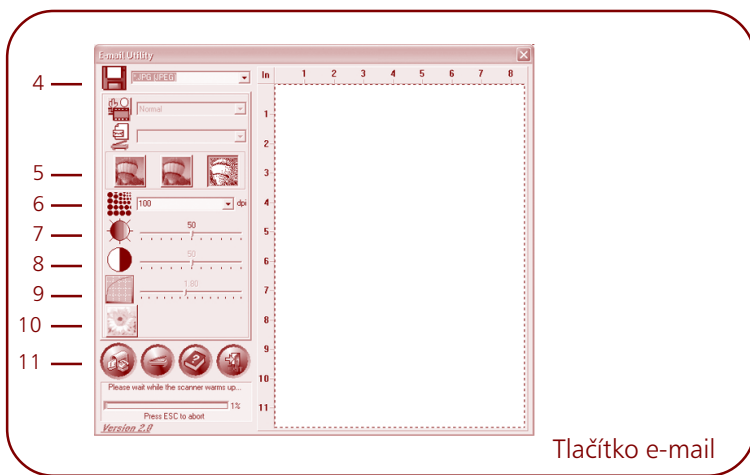 E-mail Utility
4
*JPG (JPEG)
In 1 2 3 4 5 6 7 8
Normal
5
6
100 dpi
7
50
8
50
9
1.80
10
11
1
2
3
4
5
6
7
8
9
10
11
Please wait while the scanner warms up...
1%
Press ESC to abort
Version 2.0
Tlačítko e-mail